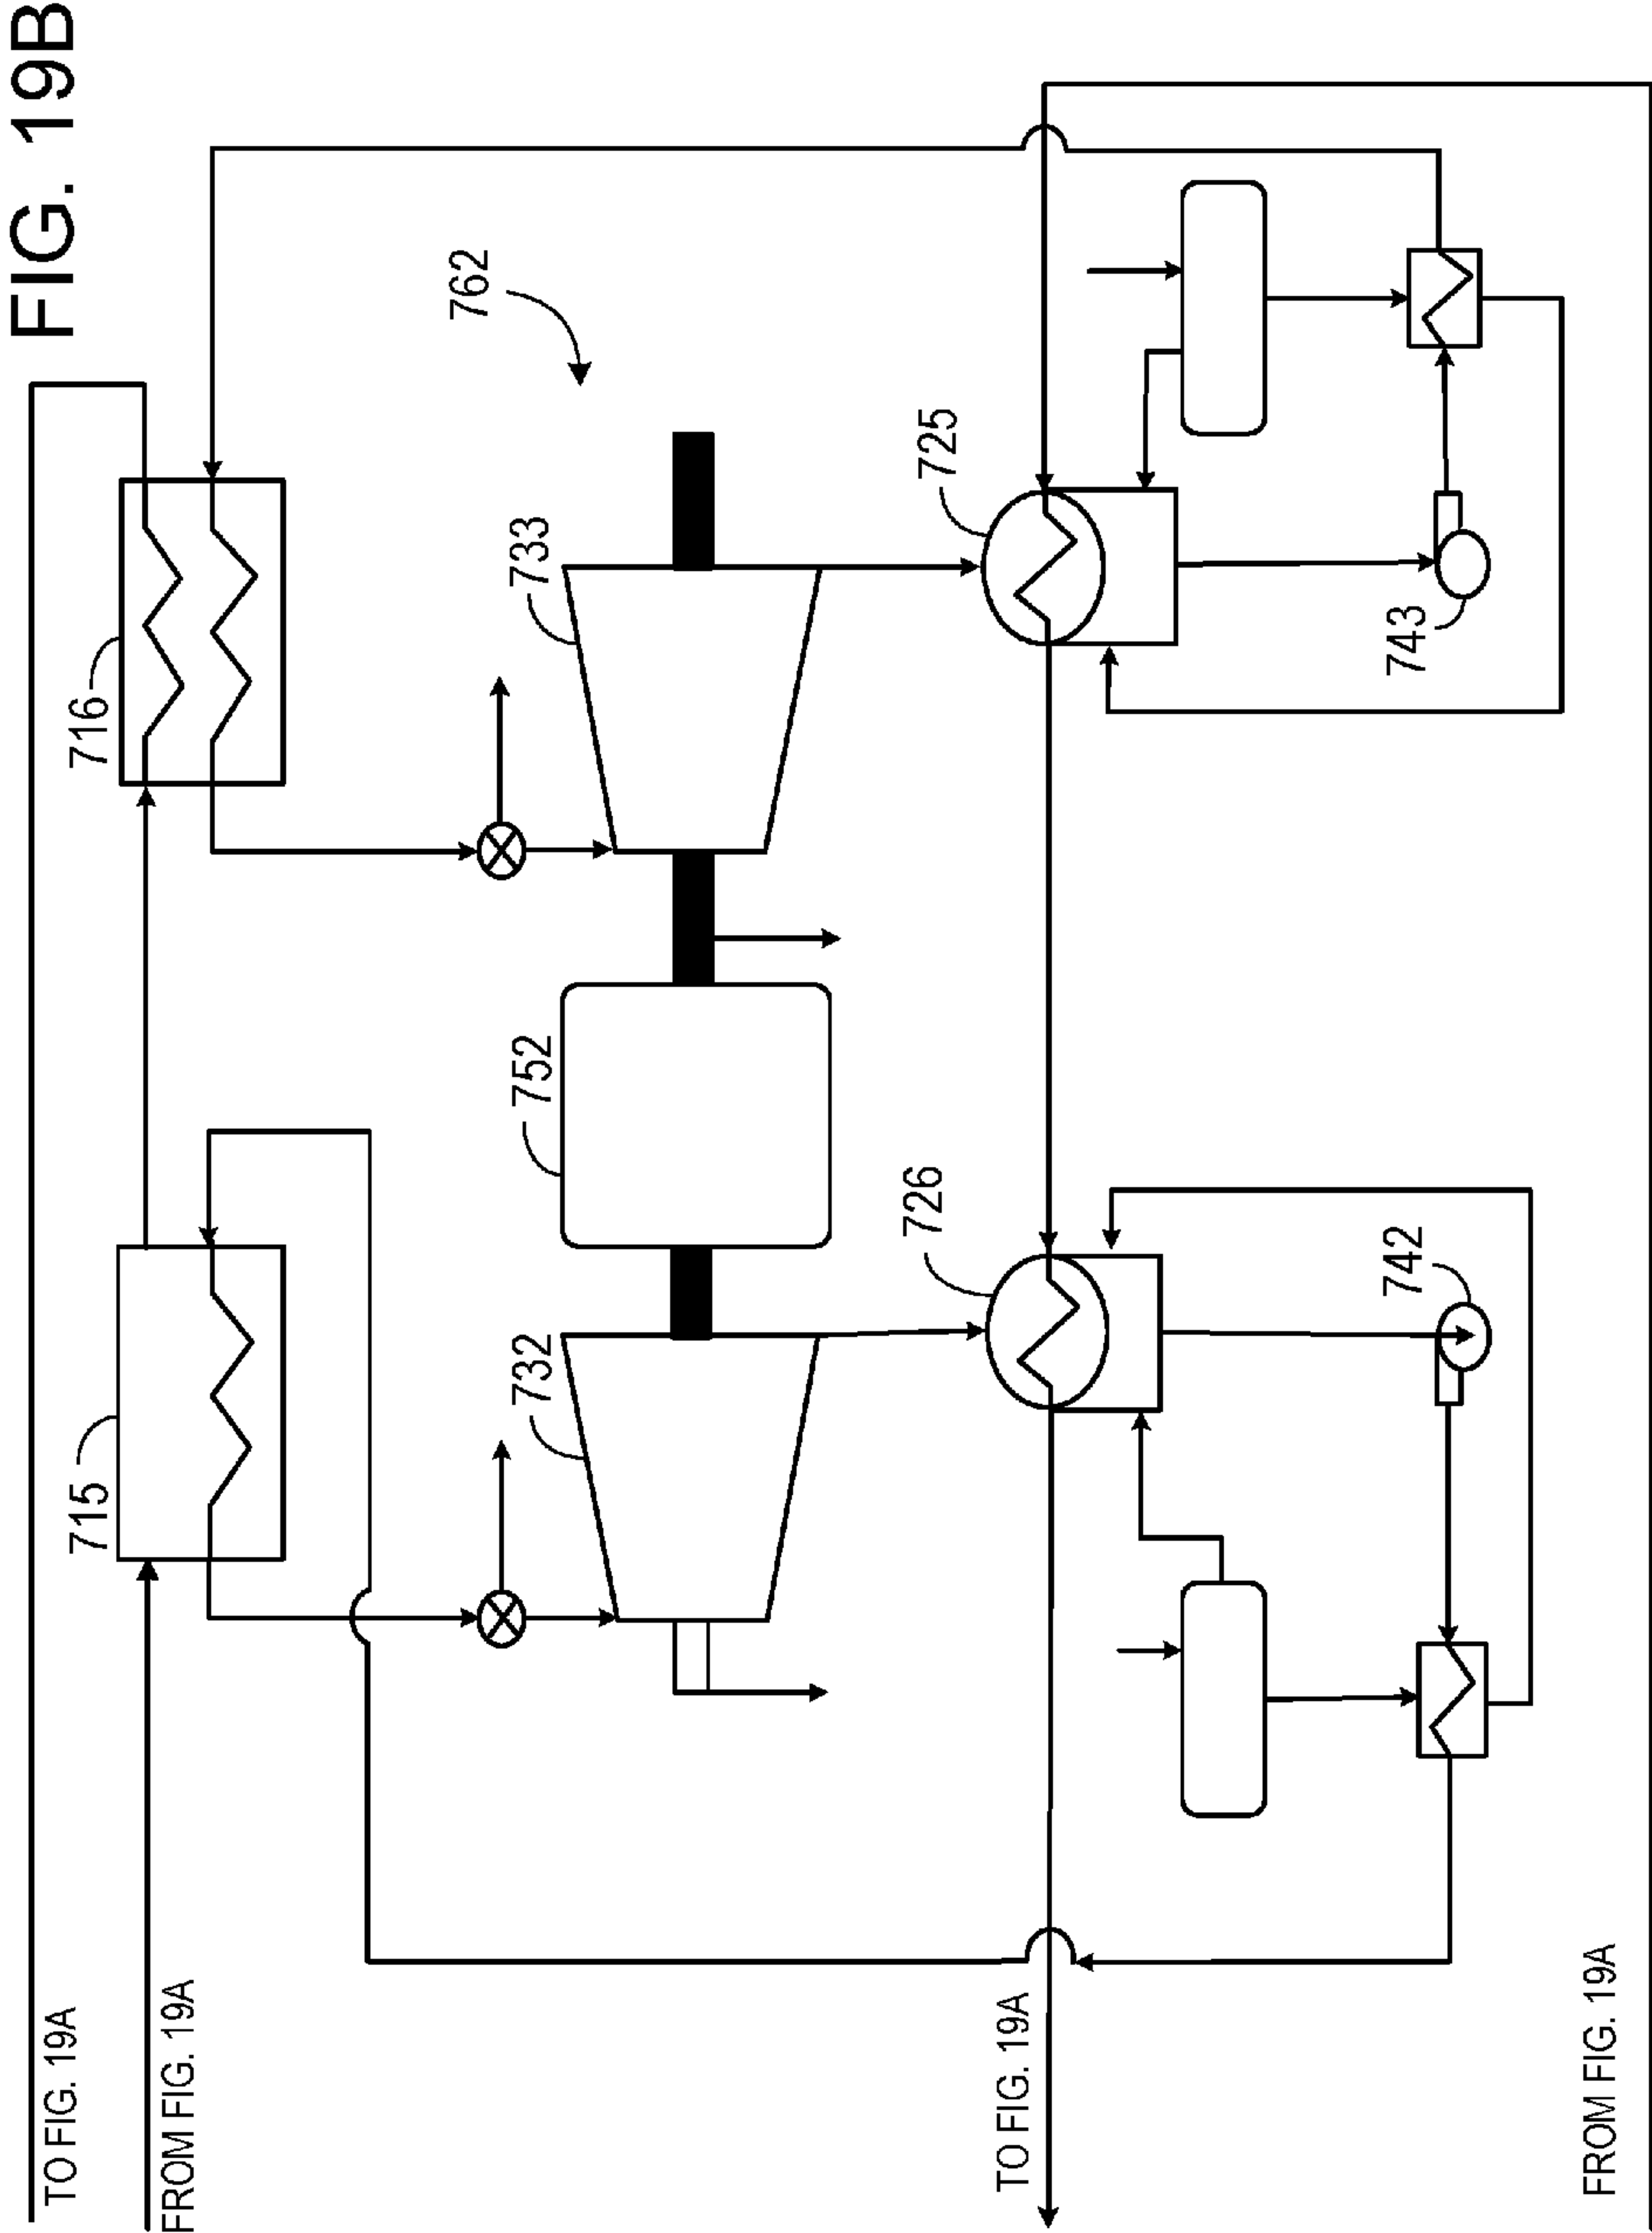 FIG. 19B
TO FIG. 19A
FROM FIG. 19A
715
716
762
732
752
733
726
725
TO FIG. 19A
742
743
FROM FIG. 19A